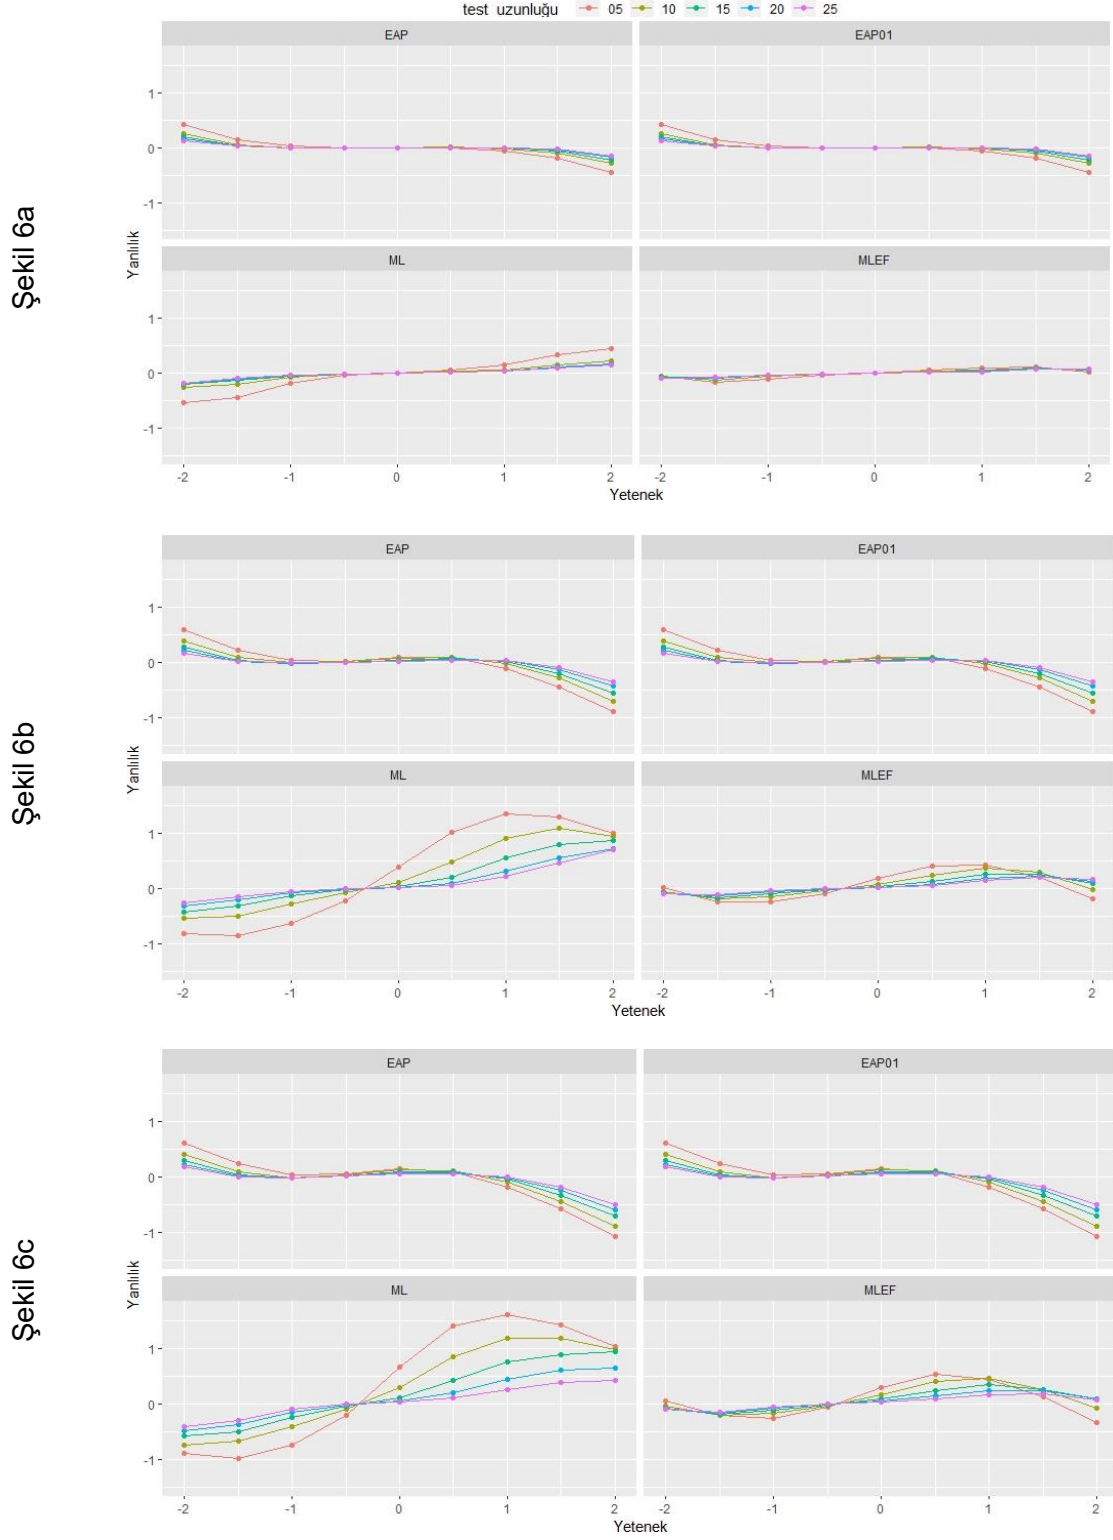 test uzunluğu 05 10 15 20 25
Şekil 6a
EAP EAP01
1
0
-1
Yanlılık
ML MLEF
1
0
-1
-2 -1 0 1 2 -2 -1 0 1 2
Yetenek
Şekil 6b
EAP EAP01
1
0
-1
Yanlılık
ML MLEF
1
0
-1
-2 -1 0 1 2 -2 -1 0 1 2
Yetenek
Şekil 6c
EAP EAP01
1
0
-1
Yanlılık
ML MLEF
1
0
-1
-2 -1 0 1 2 -2 -1 0 1 2
Yetenek